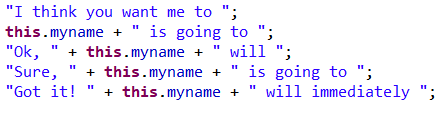 "I think you want me to ";
this.myname + " is going to ";
"Ok, " + this.myname + " will ";
"Sure, " + this.myname + " is going to ";
"Got it! " + this.myname + " will immediately ";